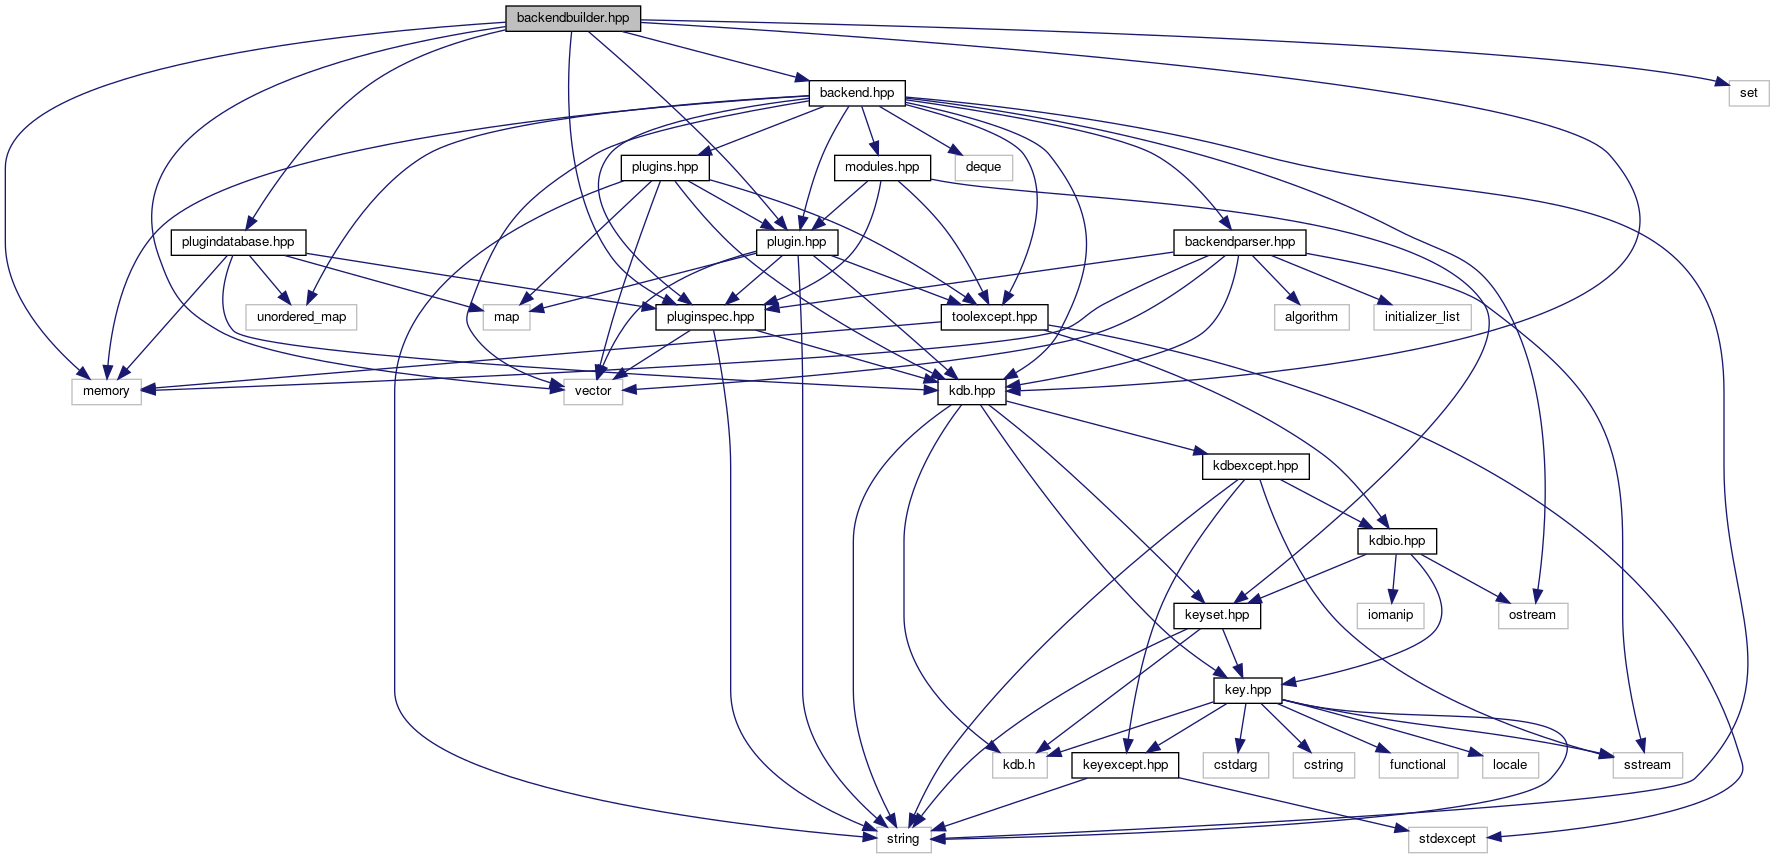 backendbuilder.hpp
backend.hpp
set
plugins.hpp
modules.hpp
deque
plugindatabase.hpp
plugin.hpp
backendparser.hpp
unordered_map
map
pluginspec.hpp
toolexcept.hpp
algorithm
initializer_list
memory
vector
kdb.hpp
kdbexcept.hpp
kdbio.hpp
keyset.hpp
iomanip
ostream
key.hpp
kdb.h
keyexcept.hpp
cstdarg
cstring
functional
locale
sstream
string
stdexcept